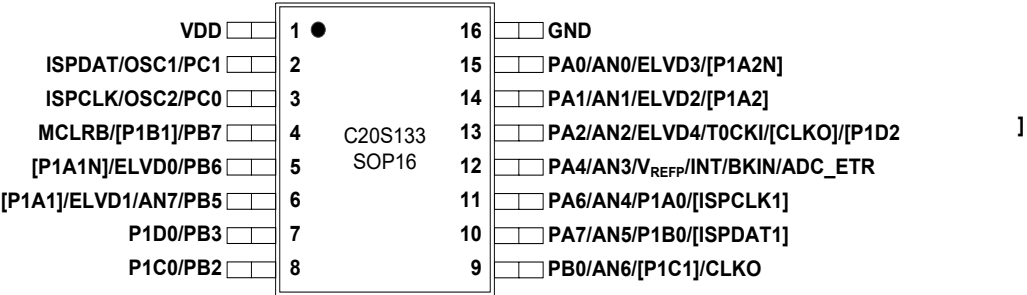 VDD 1 16 GND
ISPDAT/OSC1/PC1 2 15 PA0/AN0/ELVD3/[P1A2N]
ISPCLK/OSC2/PC0 3 14 PA1/AN1/ELVD2/[P1A2]
MCLRB/[P1B1]/PB7 4 C20S133 13 PA2/AN2/ELVD4/T0CKI/[CLKO]/[P1D2 ]
[P1A1N]/ELVD0/PB6 5 SOP16 12 PA4/AN3/VREFP/INT/BKIN/ADC_ETR
[P1A1]/ELVD1/AN7/PB5 6 11 PA6/AN4/P1A0/[ISPCLK1]
P1D0/PB3 7 10 PA7/AN5/P1B0/[ISPDAT1]
P1C0/PB2 8 9 PB0/AN6/[P1C1]/CLKO